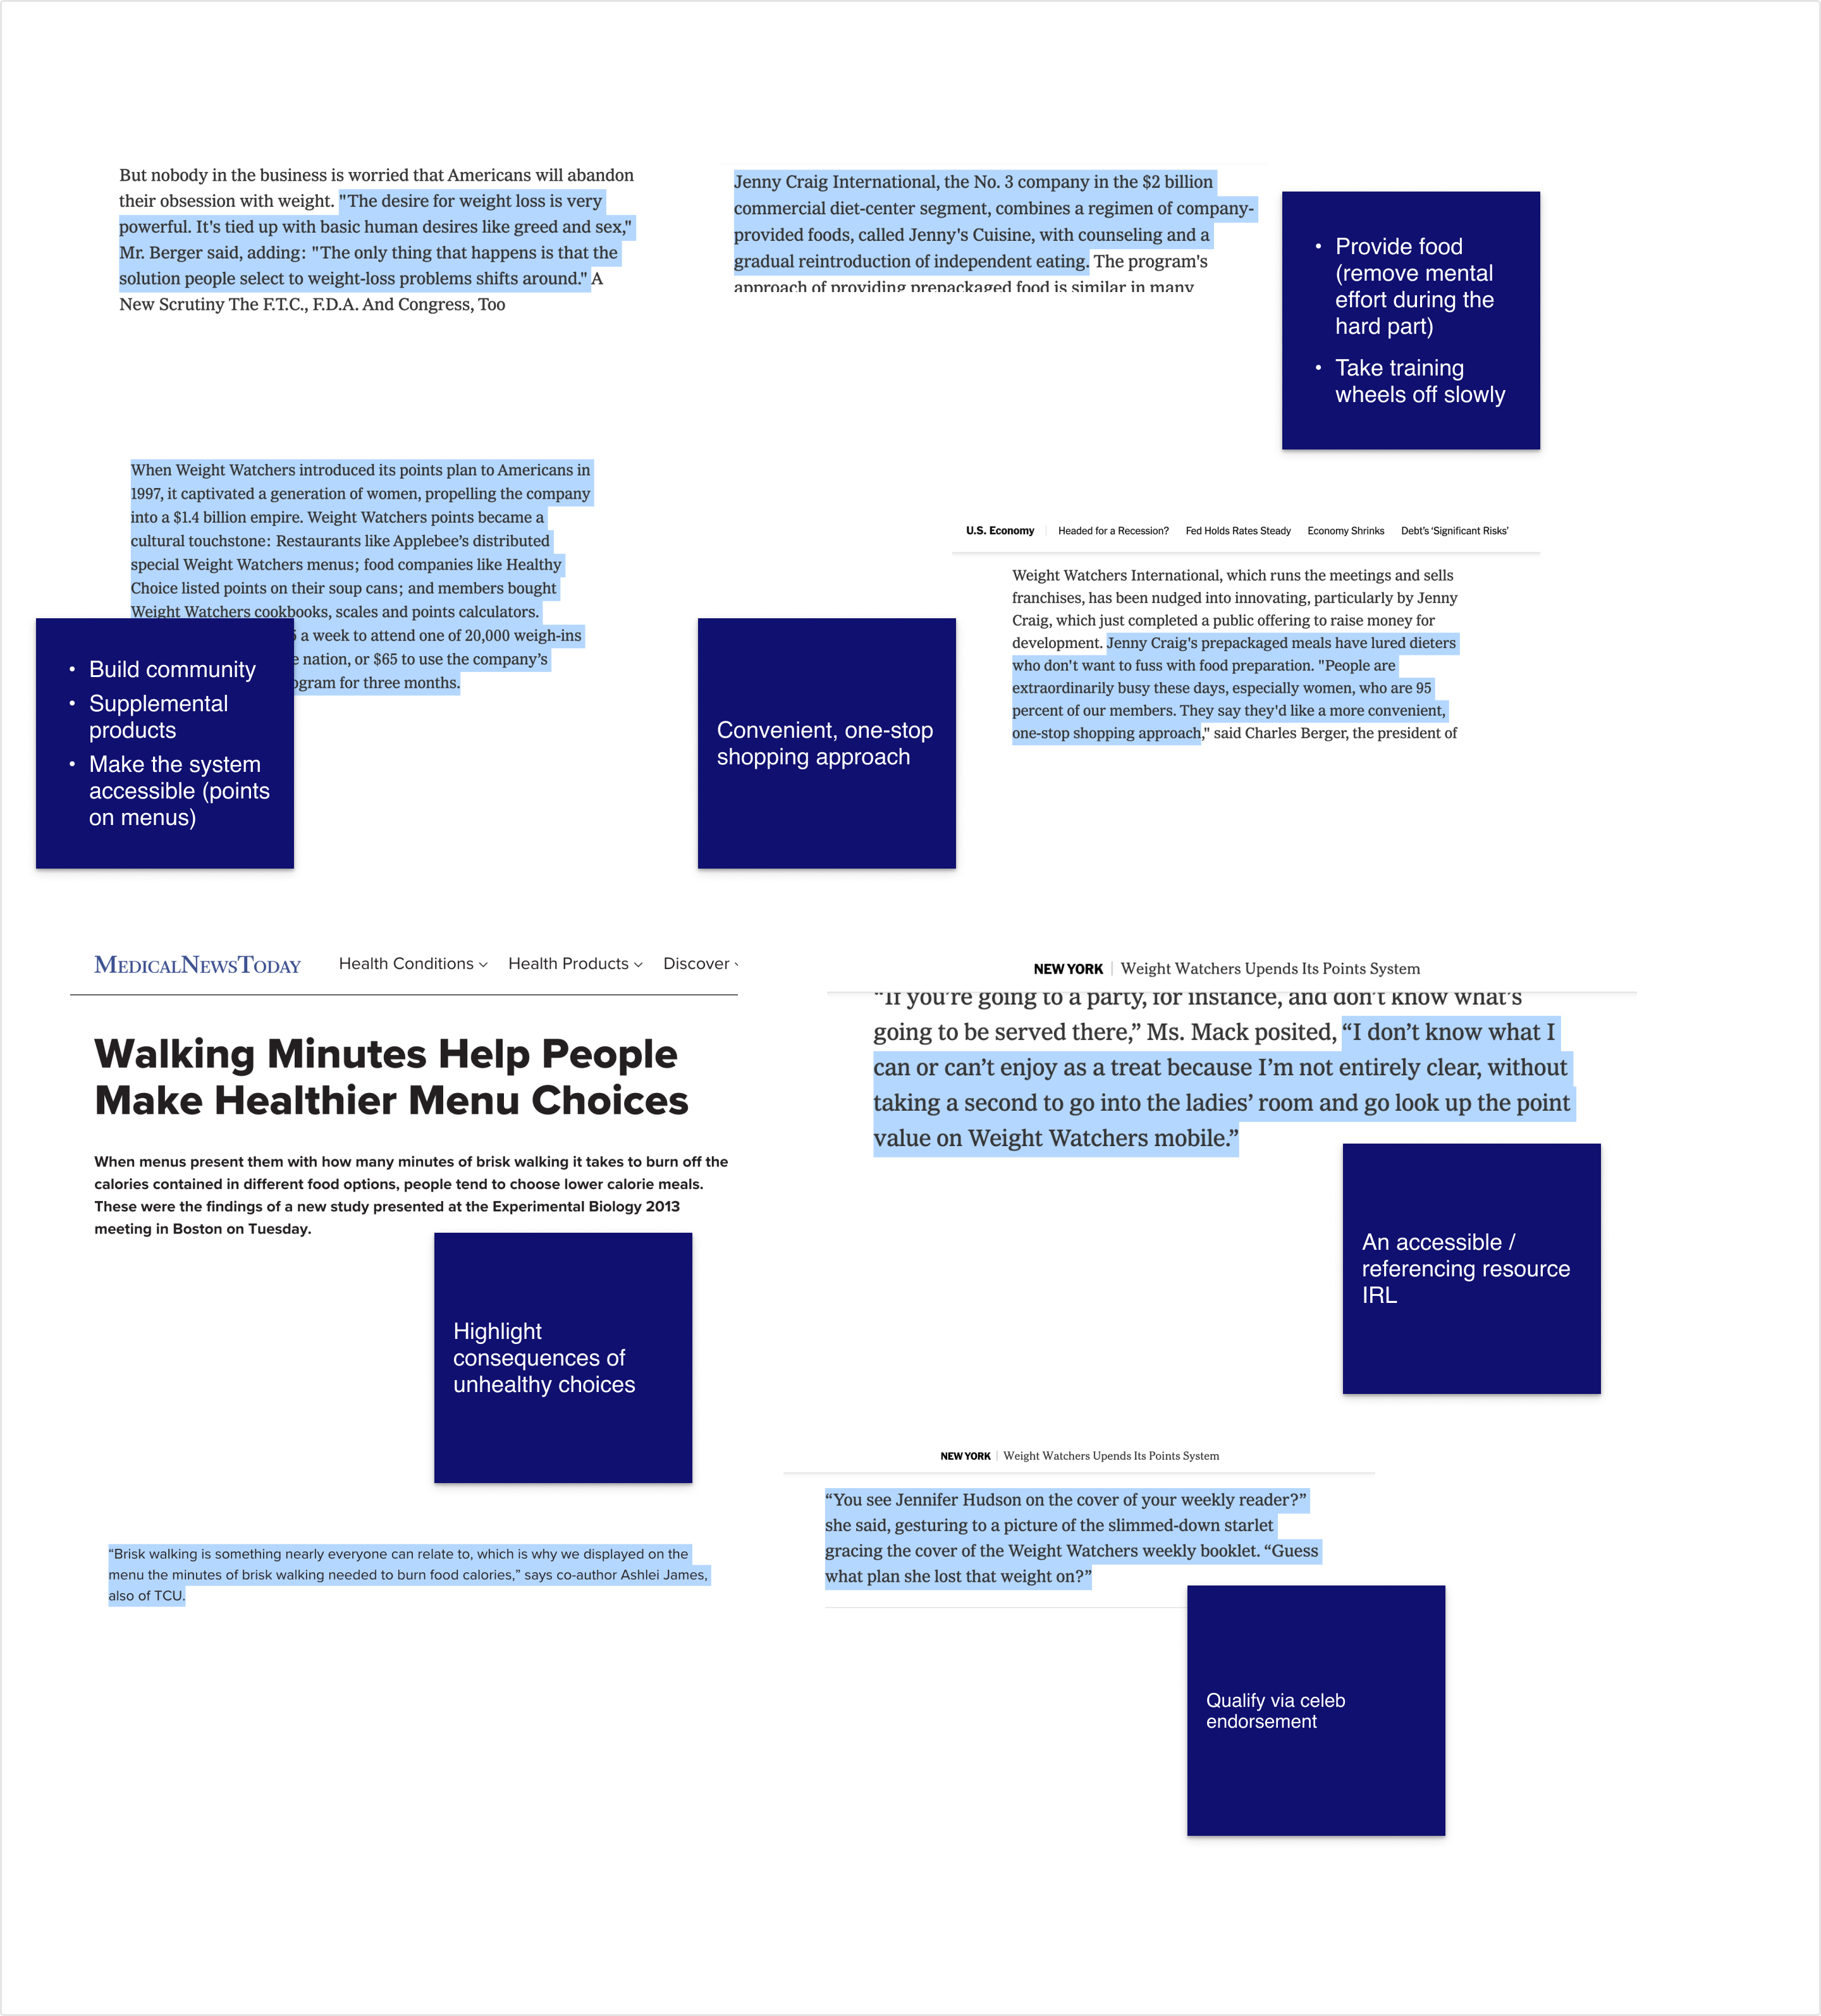 But nobody in the business is worried that Americans will abandon
their obsession with weight. "The desire for weight loss is very
powerful. It's tied up with basic human desires like greed and sex,"
Mr. Berger said, adding: "The only thing that happens is that the
solution people select to weight-loss problems shifts around." A
New Scrutiny The F.T.C., F.D.A. And Congress, Too
Jenny Craig International, the No. 3 company in the $2 billion
commercial diet-center segment, combines a regimen of company-
provided foods, called Jenny's Cuisine, with counseling and a
gradual reintroduction of independent eating. The program's
approach of providing prepackaged food is similar in many
• Provide food
(remove mental
effort during the
hard part)
• Take training
wheels off slowly
When Weight Watchers introduced its points plan to Americans in
1997, it captivated a generation of women, propelling the company
into a $1.4 billion empire. Weight Watchers points became a
cultural touchstone: Restaurants like Applebee’s distributed
special Weight Watchers menus; food companies like Healthy
Choice listed points on their soup cans; and members bought
Weight Watchers cookbooks, scales and points calculators.
a week to attend one of 20,000 weigh-ins
nation, or $65 to use the company’s
for three months.
• Build community
• Supplemental
products
• Make the system
accessible (points
on menus)
Convenient, one-stop
shopping approach
U.S. Economy | Headed for a Recession? Fed Holds Rates Steady Economy Shrinks Debt’s ‘Significant Risks’
Weight Watchers International, which runs the meetings and sells
franchises, has been nudged into innovating, particularly by Jenny
Craig, which just completed a public offering to raise money for
development. Jenny Craig's prepackaged meals have lured dieters
who don't want to fuss with food preparation. "People are
extraordinarily busy these days, especially women, who are 95
percent of our members. They say they'd like a more convenient,
one-stop shopping approach," said Charles Berger, the president of
MEDICALNEWSTODAY Health Conditions Health Products Discover
Walking Minutes Help People
Make Healthier Menu Choices
When menus present them with how many minutes of brisk walking it takes to burn off the
calories contained in different food options, people tend to choose lower calorie meals.
These were the findings of a new study presented at the Experimental Biology 2013
meeting in Boston on Tuesday.
Highlight
consequences of
unhealthy choices
“Brisk walking is something nearly everyone can relate to, which is why we displayed on the
menu the minutes of brisk walking needed to burn food calories,” says co-author Ashlei James,
also of TCU.
NEW YORK | Weight Watchers Upends Its Points System
“If you’re going to a party, for instance, and don’t know what’s
going to be served there,” Ms. Mack posited, “I don’t know what I
can or can’t enjoy as a treat because I’m not entirely clear, without
taking a second to go into the ladies’ room and go look up the point
value on Weight Watchers mobile.”
An accessible /
referencing resource
IRL
NEW YORK | Weight Watchers Upends Its Points System
“You see Jennifer Hudson on the cover of your weekly reader?”
she said, gesturing to a picture of the slimmed-down starlet
gracing the cover of the Weight Watchers weekly booklet. “Guess
what plan she lost that weight on?”
Qualify via celeb
endorsement